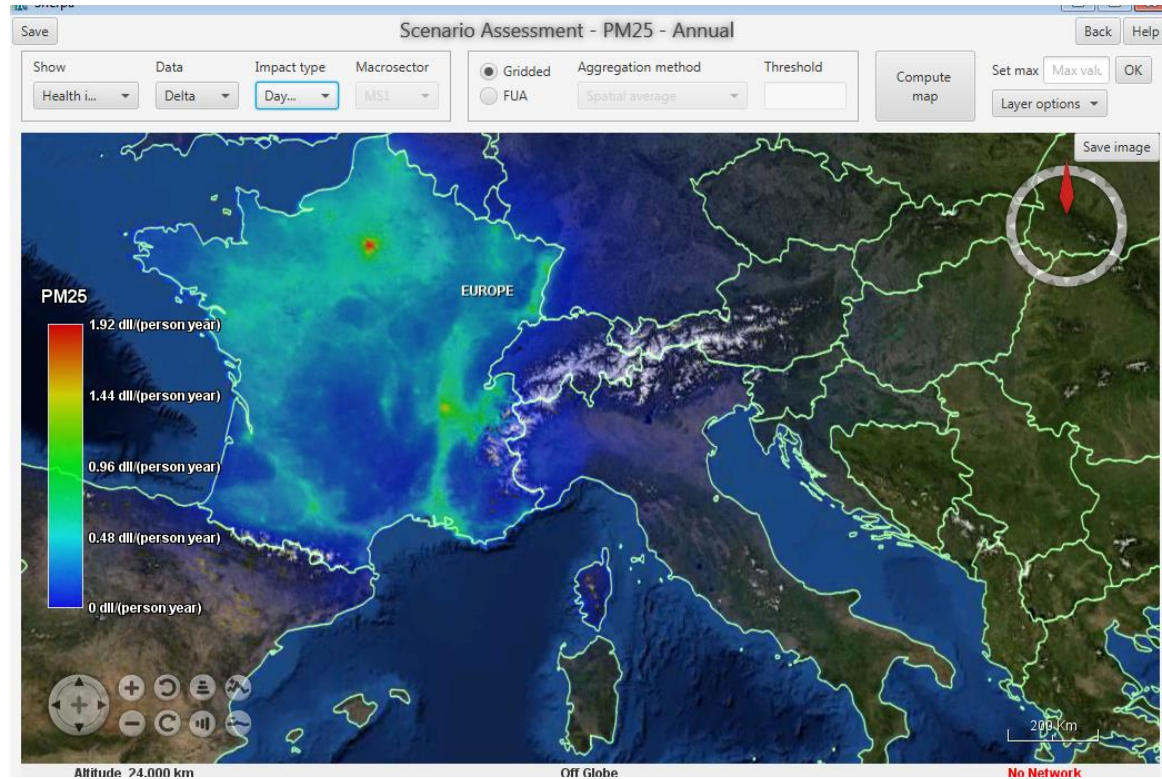 Sherpa
Save
Scenario Assessment - PM25 - Annual
Back
Help
Show
Data
Impact type
Macrosector
Health i...
Delta
Day...
MS1
Gridded
FUA
Aggregation method
Spatial average
Threshold
Compute
map
Set max
Max valu
OK
Layer options
Save image
EUROPE
PM25
1.92 dll/(person year)
1.44 dll/(person year)
0.96 dll/(person year)
0.48 dll/(person year)
0 dll/(person year)
200 Km
Altitude 24,000 km
Off Globe
No Network